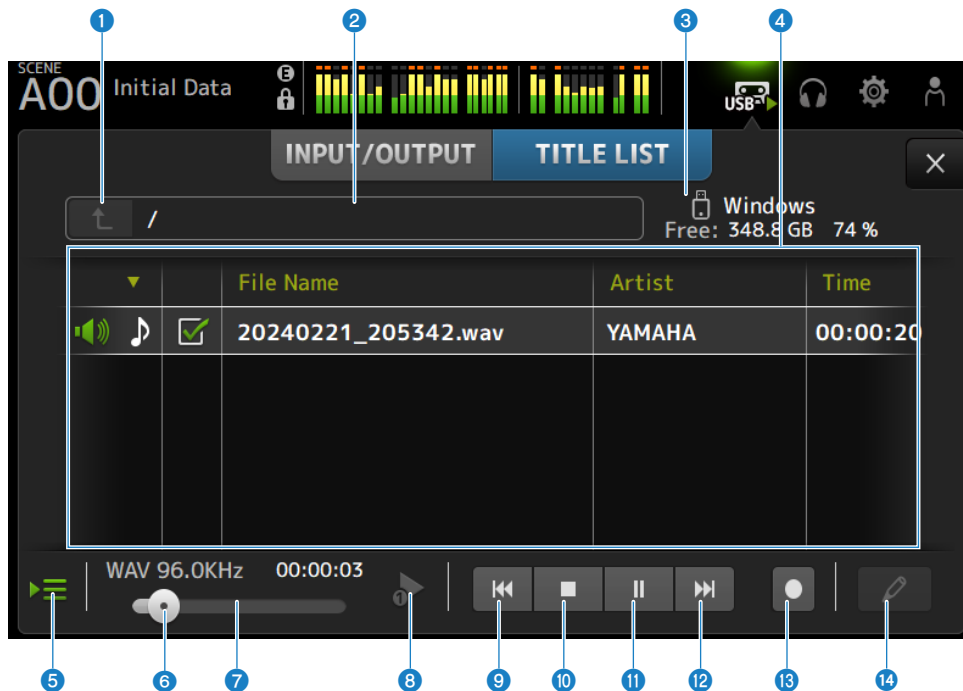 1 2 3 4
SCENE
A00 Initial Data E
USB
INPUT/OUTPUT TITLE LIST
/
Windows
Free: 348.8 GB 74 %
File Name Artist Time
20240221_205342.wav YAMAHA 00:00:20
WAV 96.0KHz 00:00:03
1
5 6 7 8 9 10 11 12 13 14